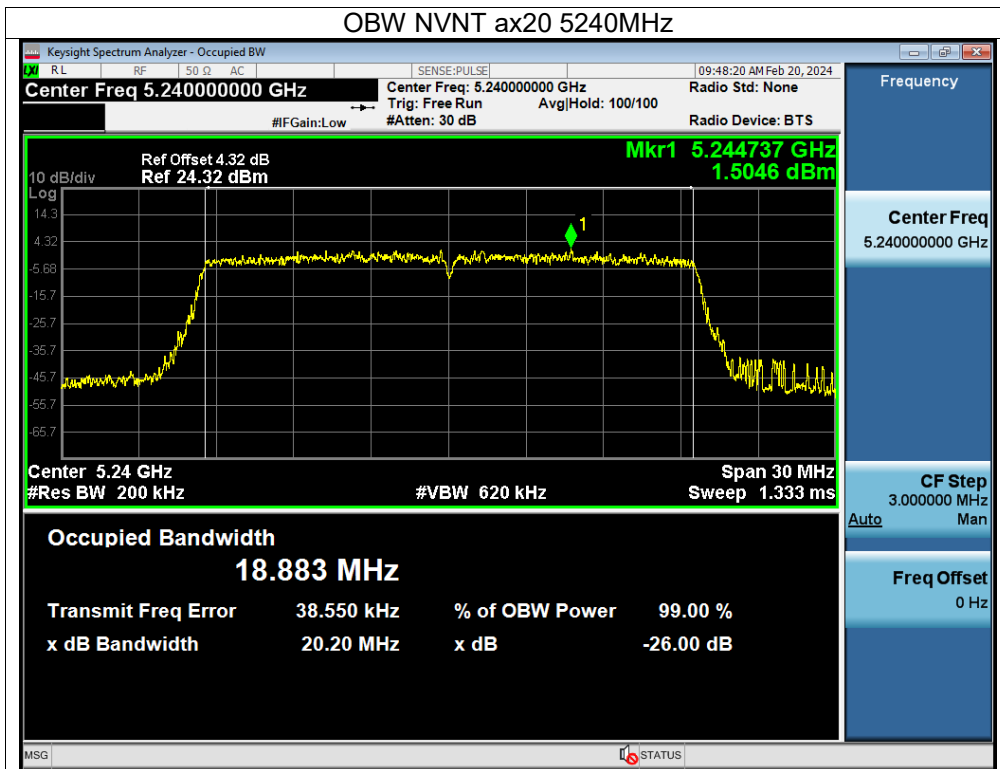 OBW NVNT ax20 5240MHz
Keysight Spectrum Analyzer - Occupied BW
LXI RL RF 50 Ω AC SENSE:PULSE 09:48:20 AM Feb 20, 2024
Center Freq 5.240000000 GHz
Center Freq: 5.240000000 GHz Radio Std: None
Trig: Free Run Avg|Hold: 100/100
#IFGain:Low #Atten: 30 dB Radio Device: BTS
Mkr1 5.244737 GHz
1.5046 dBm
Ref Offset 4.32 dB
10 dB/div Ref 24.32 dBm
Log
14.3
4.32
-5.68
-15.7
-25.7
-35.7
-45.7
-55.7
-65.7
1
Center 5.24 GHz Span 30 MHz
#Res BW 200 kHz #VBW 620 kHz Sweep 1.333 ms
Occupied Bandwidth
18.883 MHz
Transmit Freq Error 38.550 kHz % of OBW Power 99.00 %
x dB Bandwidth 20.20 MHz x dB -26.00 dB
Frequency
Center Freq
5.240000000 GHz
CF Step
3.000000 MHz
Auto Man
Freq Offset
0 Hz
MSG STATUS